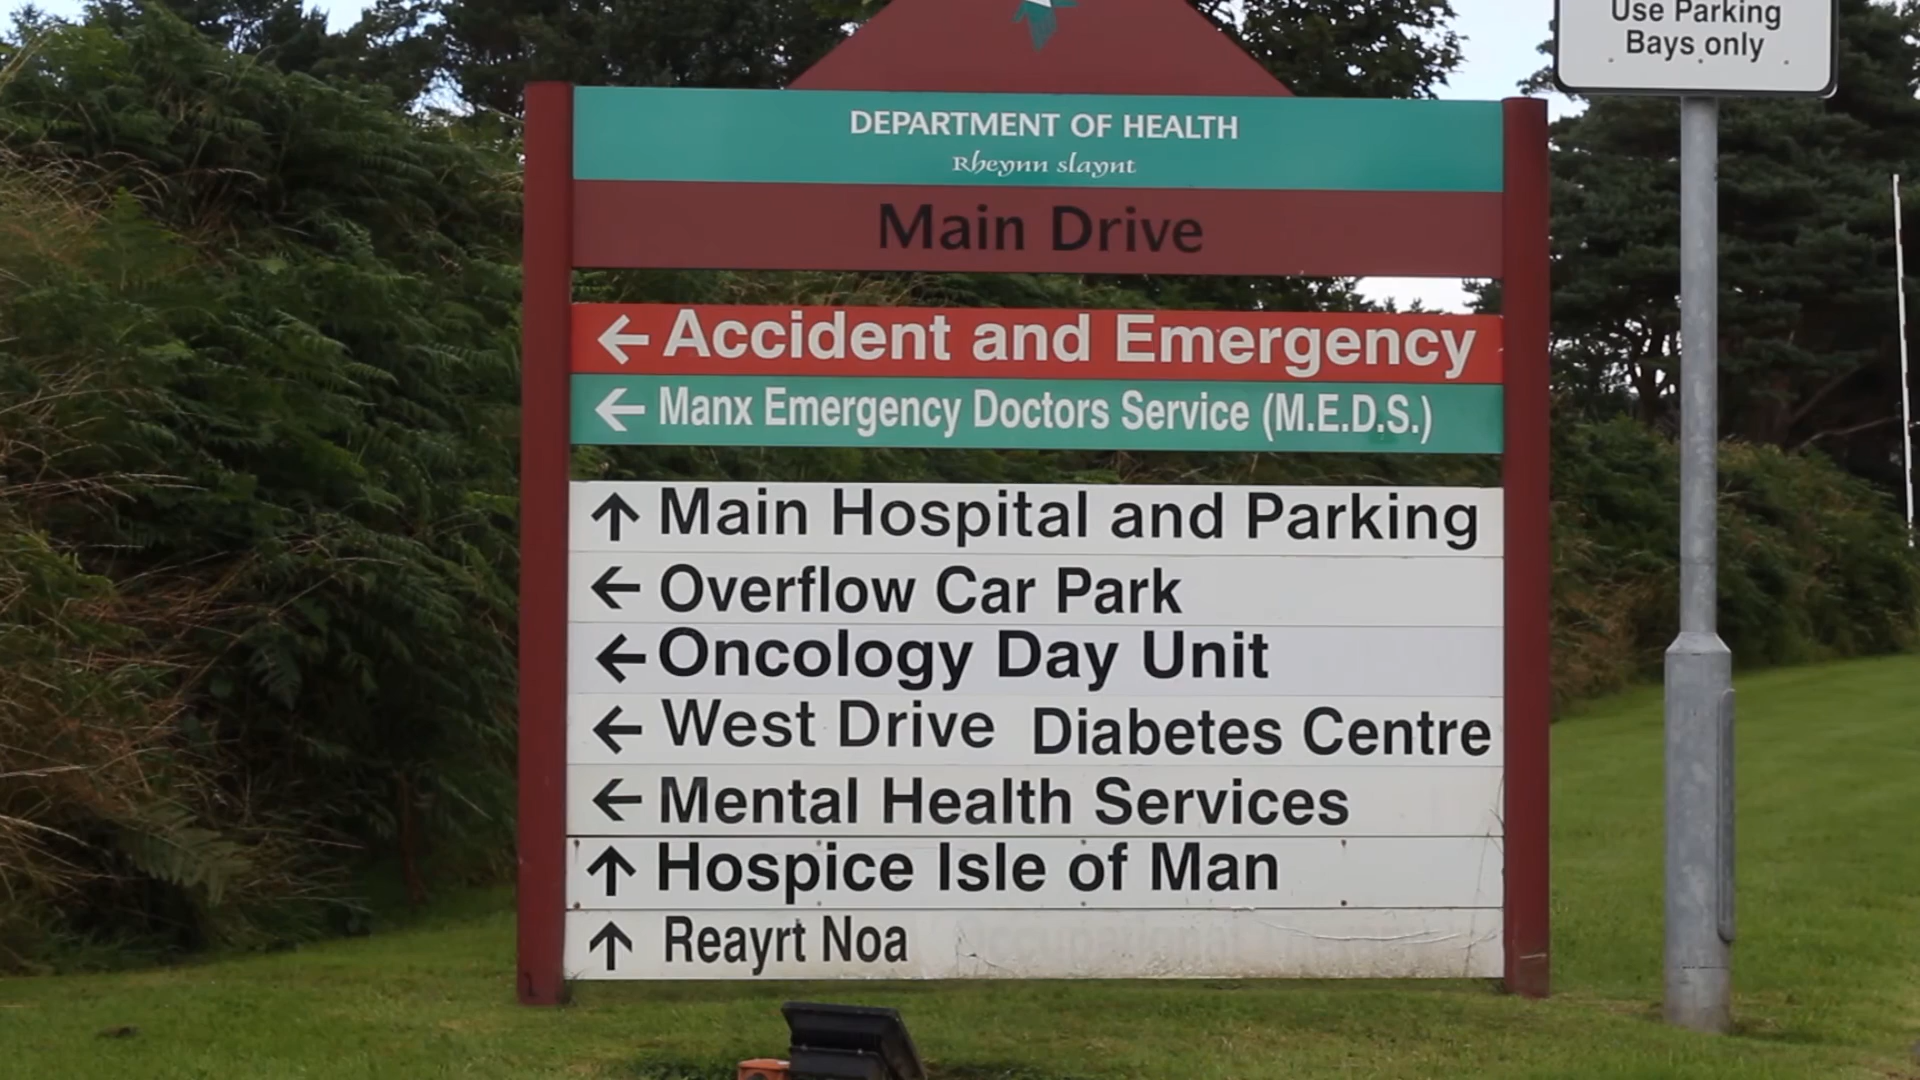 Use Parking
Bays only
DEPARTMENT OF HEALTH
Rheynn slaynt
Main Drive
← Accident and Emergency
← Manx Emergency Doctors Service (M.E.D.S.)
↑ Main Hospital and Parking
← Overflow Car Park
← Oncology Day Unit
← West Drive Diabetes Centre
← Mental Health Services
↑ Hospice Isle of Man
↑ Reayrt Noa